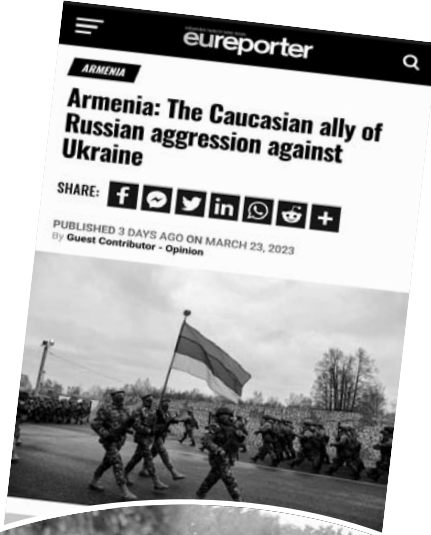 eureporter
ARMENIA
Armenia: The Caucasian ally of
Russian aggression against
Ukraine
SHARE:
PUBLISHED 3 DAYS AGO ON MARCH 23, 2023
By Guest Contributor - Opinion